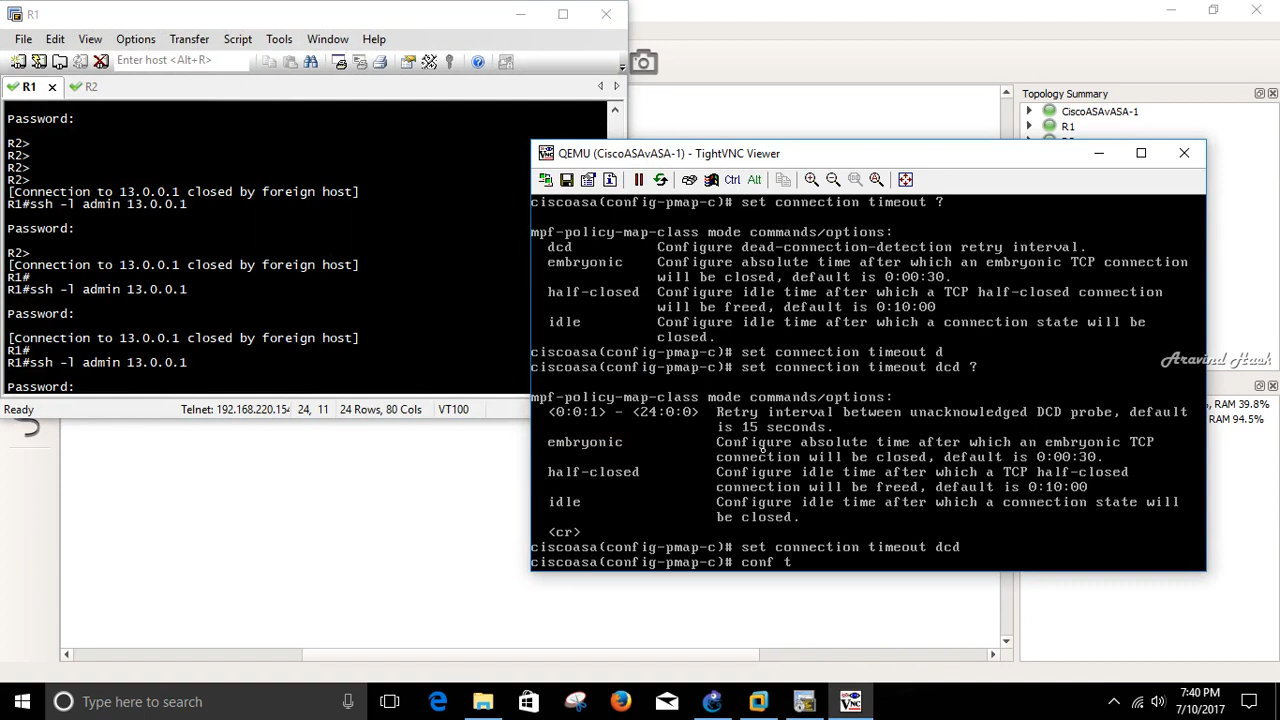 R1
File Edit View Options Transfer Script Tools Window Help
Enter host <Alt+R>
R1 R2
Password:
R2>
R2>
R2>
R2>
[Connection to 13.0.0.1 closed by foreign host]
R1#ssh -l admin 13.0.0.1
Password:
R2>
[Connection to 13.0.0.1 closed by foreign host]
R1#
R1#ssh -l admin 13.0.0.1
Password:
[Connection to 13.0.0.1 closed by foreign host]
R1#
R1#ssh -l admin 13.0.0.1
Password:
Ready Telnet: 192.168.220.154 24, 11 24 Rows, 80 Cols VT100
Topology Summary
CiscoASAvASA-1
R1
QEMU (CiscoASAvASA-1) - TightVNC Viewer
Ctrl Alt
ciscoasa(config-pmap-c)# set connection timeout ?
mpf-policy-map-class mode commands/options:
dcd Configure dead-connection-detection retry interval.
embryonic Configure absolute time after which an embryonic TCP connection
will be closed, default is 0:00:30.
half-closed Configure idle time after which a TCP half-closed connection
will be freed, default is 0:10:00
idle Configure idle time after which a connection state will be
closed.
ciscoasa(config-pmap-c)# set connection timeout d
ciscoasa(config-pmap-c)# set connection timeout dcd ?
mpf-policy-map-class mode commands/options:
<0:0:1> - <24:0:0> Retry interval between unacknowledged DCD probe, default
is 15 seconds.
embryonic Configure absolute time after which an embryonic TCP
connection will be closed, default is 0:00:30.
half-closed Configure idle time after which a TCP half-closed
connection will be freed, default is 0:10:00
idle Configure idle time after which a connection state will
be closed.
<cr>
ciscoasa(config-pmap-c)# set connection timeout dcd
ciscoasa(config-pmap-c)# conf t
Aravind Hask
, RAM 39.8%
RAM 94.5%
Type here to search
7:40 PM
7/10/2017